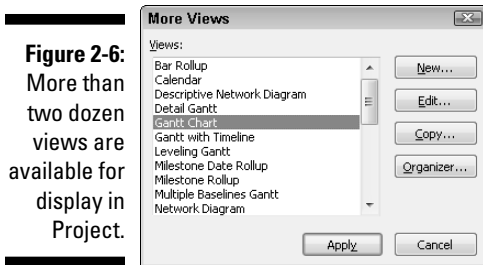 Figure 2-6:
More than
two dozen
views are
available for
display in
Project.
More Views
Views:
Bar Rollup
Calendar
Descriptive Network Diagram
Detail Gantt
Gantt Chart
Gantt with Timeline
Leveling Gantt
Milestone Date Rollup
Milestone Rollup
Multiple Baselines Gantt
Network Diagram
New...
Edit...
Copy...
Organizer...
Apply
Cancel